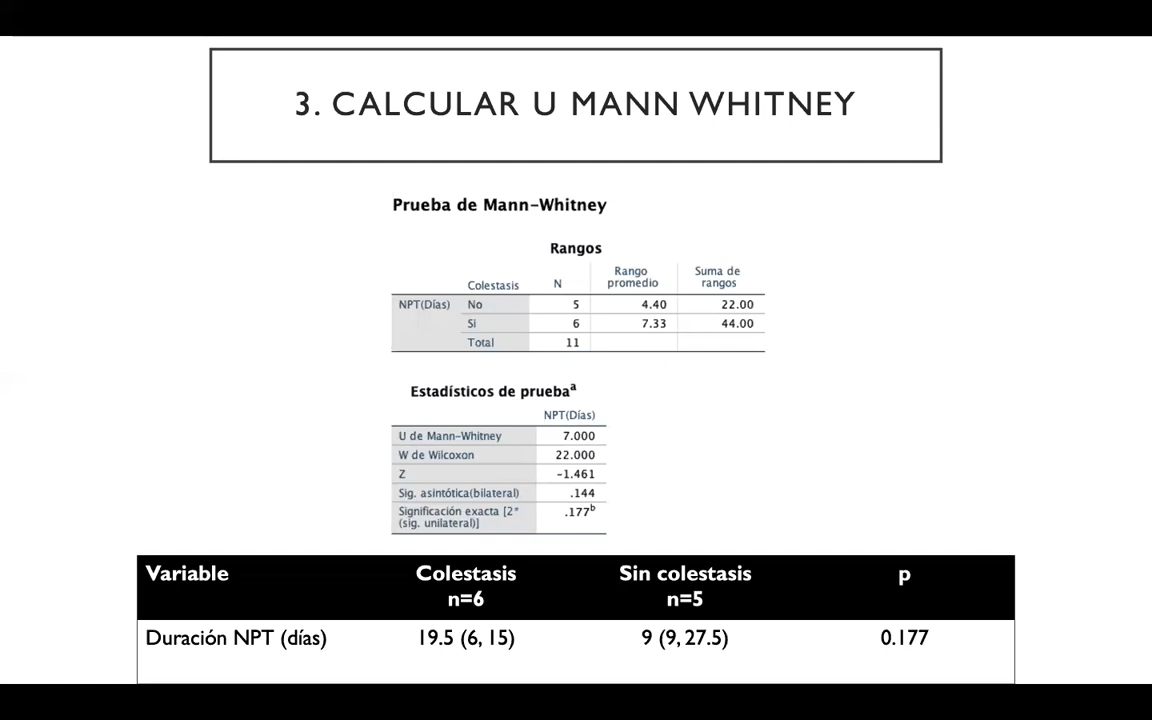 3. CALCULAR U MANN WHITNEY
Prueba de Mann-Whitney
Rangos
Colestasis N Rango promedio Suma de rangos
NPT(Días) No 5 4.40 22.00
Si 6 7.33 44.00
Total 11
Estadísticos de prueba a
NPT(Días)
U de Mann-Whitney 7.000
W de Wilcoxon 22.000
Z -1.461
Sig. asintótica(bilateral) .144
Significación exacta [2* (sig. unilateral)] .177 b
Variable Colestasis n=6 Sin colestasis n=5 p
Duración NPT (días) 19.5 (6, 15) 9 (9, 27.5) 0.177